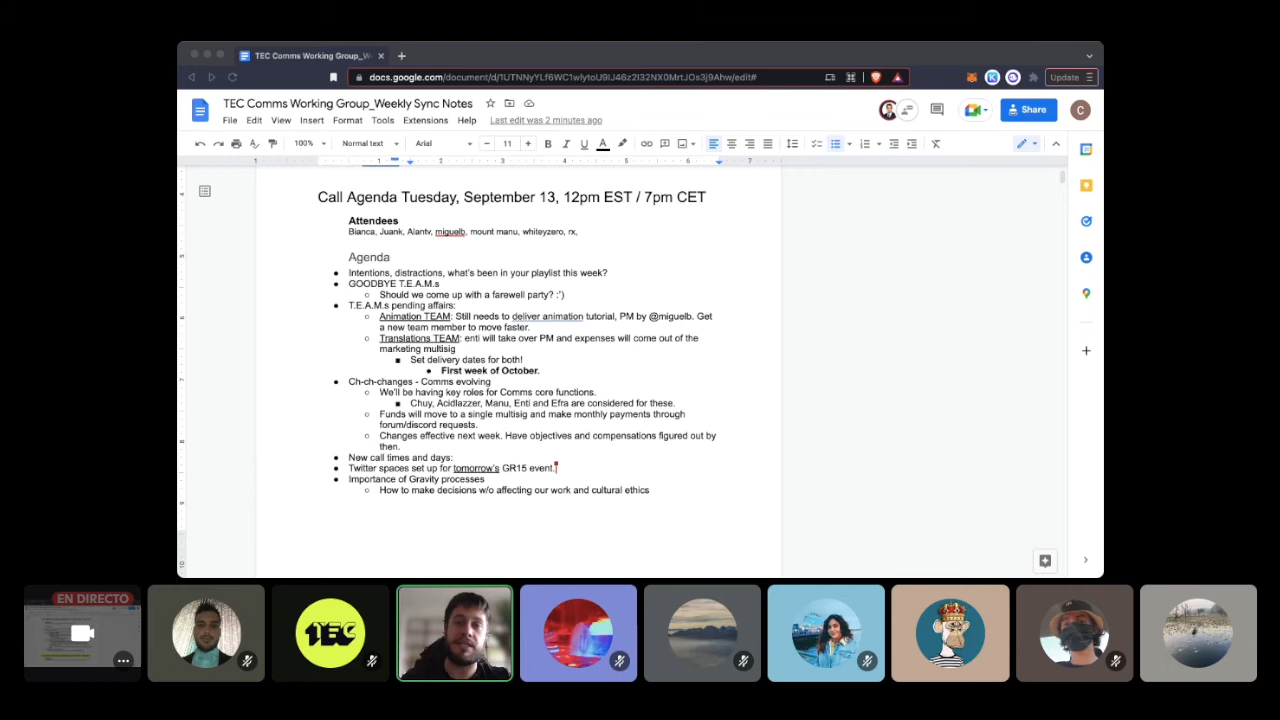 TEC Comms Working Group_W
docs.google.com/document/d/1UTNNyYLf6WC1wlytoU9IJ46z2I32NX0MrtJOs3j9Ahw/edit#
Update
TEC Comms Working Group_Weekly Sync Notes
File Edit View Insert Format Tools Extensions Help Last edit was 2 minutes ago
Share
C
100% Normal text Arial 11 B I U A
1 1 2 3 4 5 6 7
Call Agenda Tuesday, September 13, 12pm EST / 7pm CET
Attendees
Bianca, Juank, Alantv, miguelb, mount manu, whiteyzero, rx,
Agenda
● Intentions, distractions, what's been in your playlist this week?
● GOODBYE T.E.A.M.s
○ Should we come up with a farewell party? :')
● T.E.A.M.s pending affairs:
○ Animation TEAM: Still needs to deliver animation tutorial, PM by @miguelb. Get
a new team member to move faster.
○ Translations TEAM: enti will take over PM and expenses will come out of the
marketing multisig
■ Set delivery dates for both!
● First week of October.
● Ch-ch-changes - Comms evolving
○ We'll be having key roles for Comms core functions.
■ Chuy, Acidlazzer, Manu, Enti and Efra are considered for these.
○ Funds will move to a single multisig and make monthly payments through
forum/discord requests.
○ Changes effective next week. Have objectives and compensations figured out by
then.
● New call times and days:
● Twitter spaces set up for tomorrow's GR15 event.
● Importance of Gravity processes
○ How to make decisions w/o affecting our work and cultural ethics
EN DIRECTO
TEC